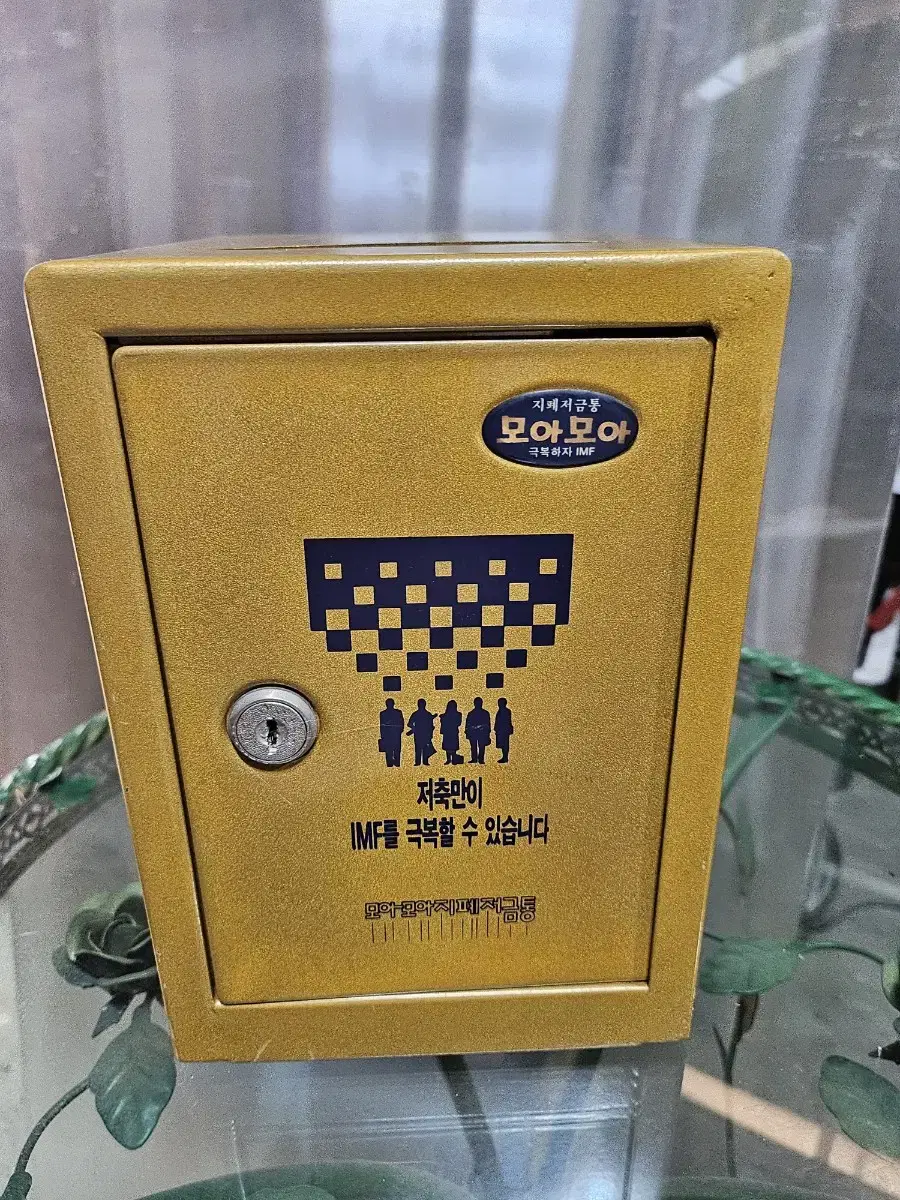 지폐저금통
모아모아
극복하자 IMF
저축만이
IMF를 극복할 수 있습니다
모아모아지폐저금통